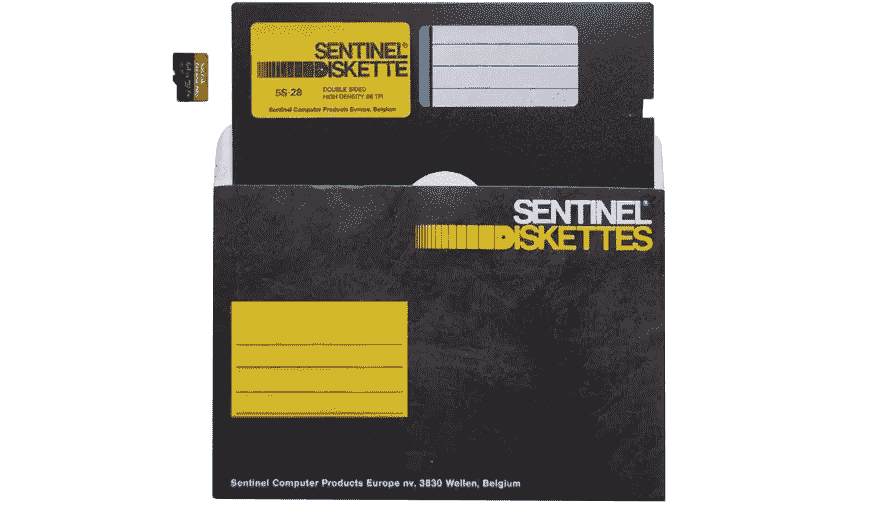 SENTINEL®
DISKETTE
5S-28
DOUBLE SIDED
HIGH DENSITY 96 TPI
Sentinel Computer Products Europe, Belgium
SENTINEL®
DISKETTES
Sentinel Computer Products Europe nv. 3830 Wellen, Belgium